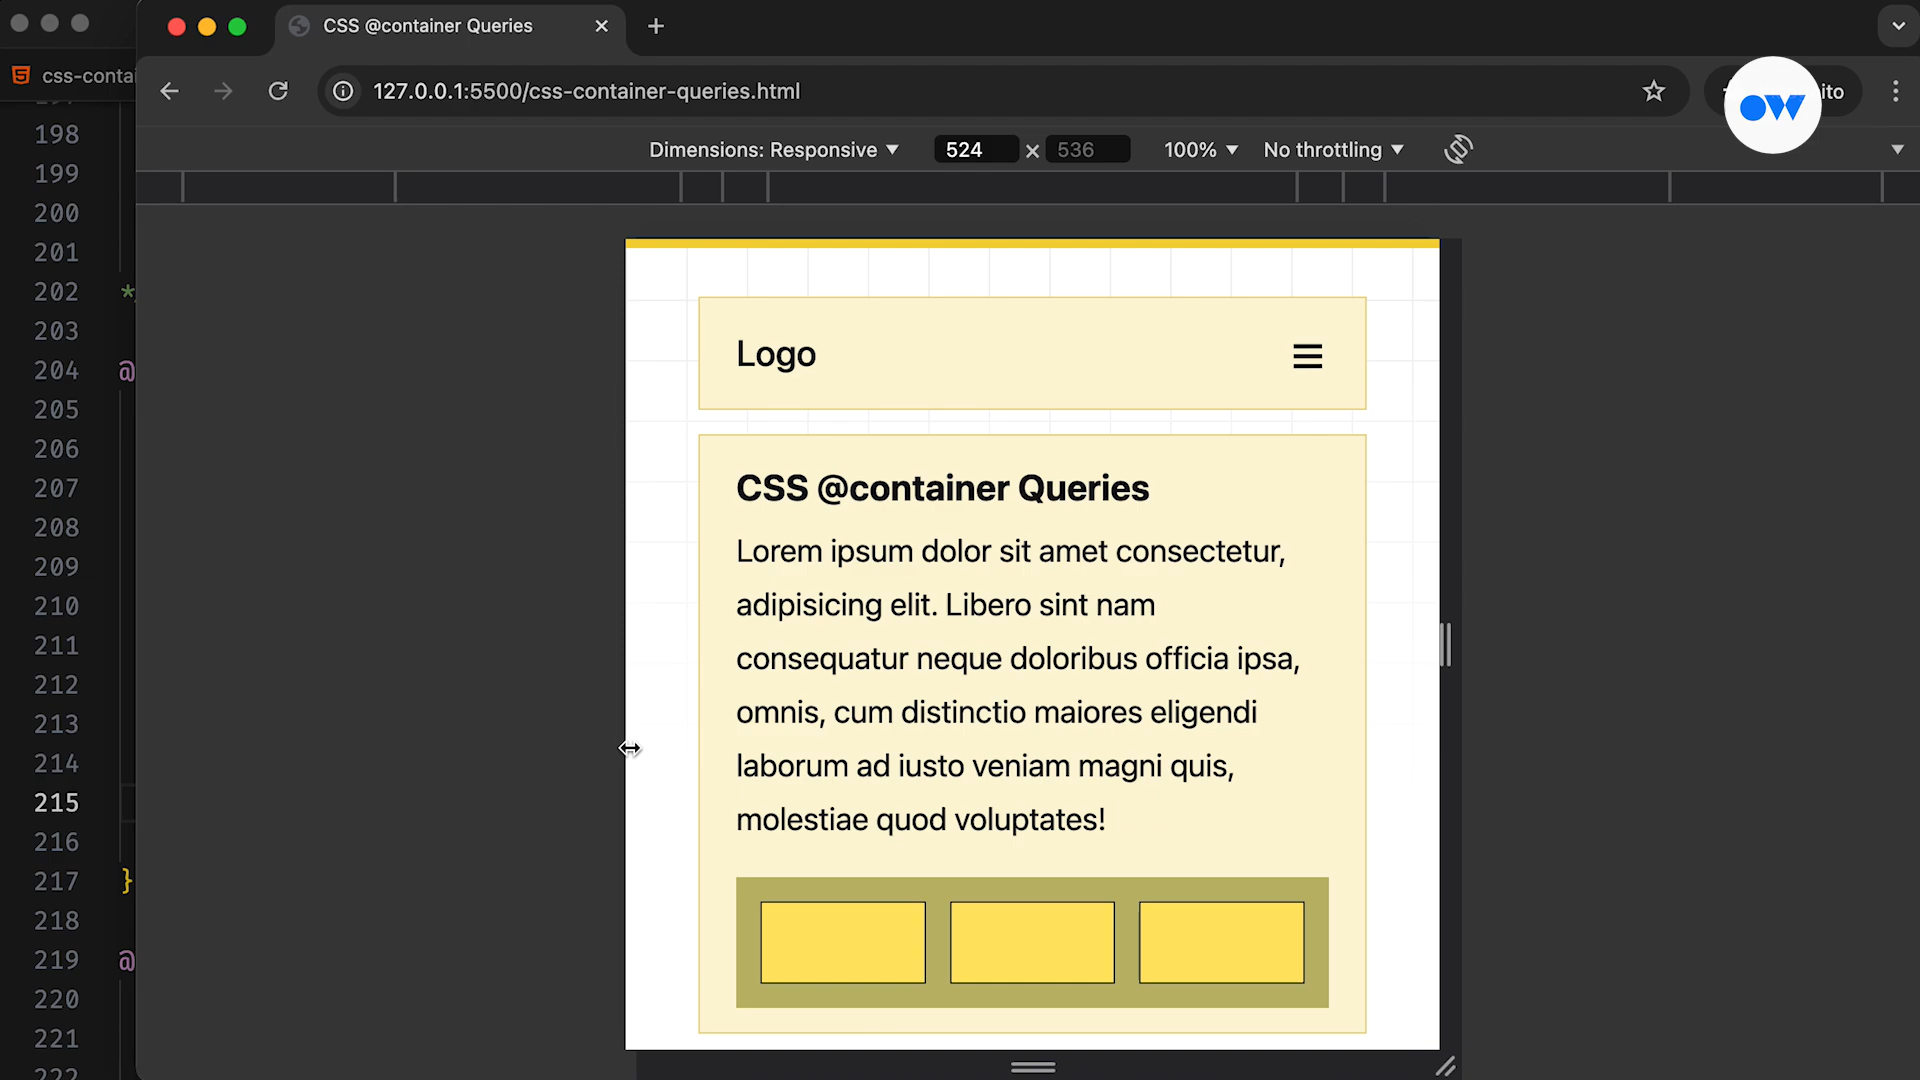 CSS @container Queries
css-contai
127.0.0.1:5500/css-container-queries.html
ito
OW
Dimensions: Responsive
524 × 536
100%
No throttling
198
199
200
201
202 *
203
204 @
205
206
207
208
209
210
211
212
213
214
215
216
217 }
218
219 @
220
221
222
Logo
CSS @container Queries
Lorem ipsum dolor sit amet consectetur,
adipisicing elit. Libero sint nam
consequatur neque doloribus officia ipsa,
omnis, cum distinctio maiores eligendi
laborum ad iusto veniam magni quis,
molestiae quod voluptates!